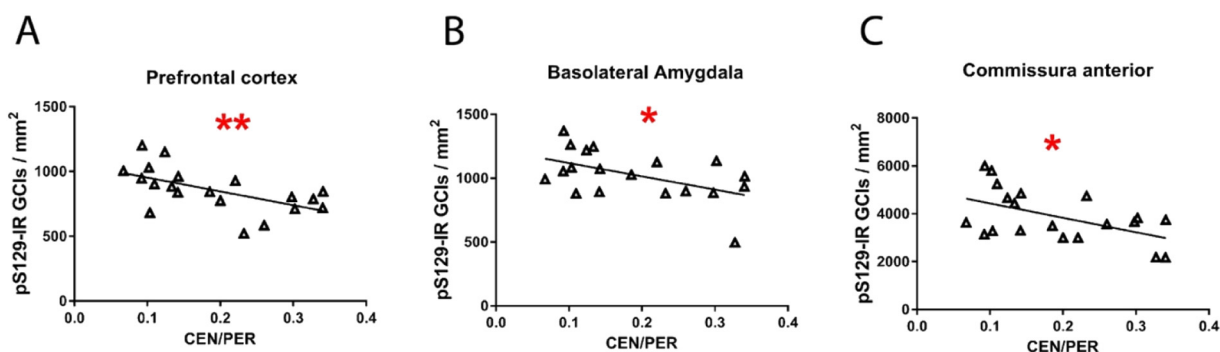 A
Prefrontal cortex
**
pS129-IR GCIs / mm²
1500
1000
500
0
0.0 0.1 0.2 0.3 0.4
CEN/PER
B
Basolateral Amygdala
*
pS129-IR GCIs / mm²
1500
1000
500
0
0.0 0.1 0.2 0.3 0.4
CEN/PER
C
Commissura anterior
*
pS129-IR GCIs / mm²
8000
6000
4000
2000
0
0.0 0.1 0.2 0.3 0.4
CEN/PER